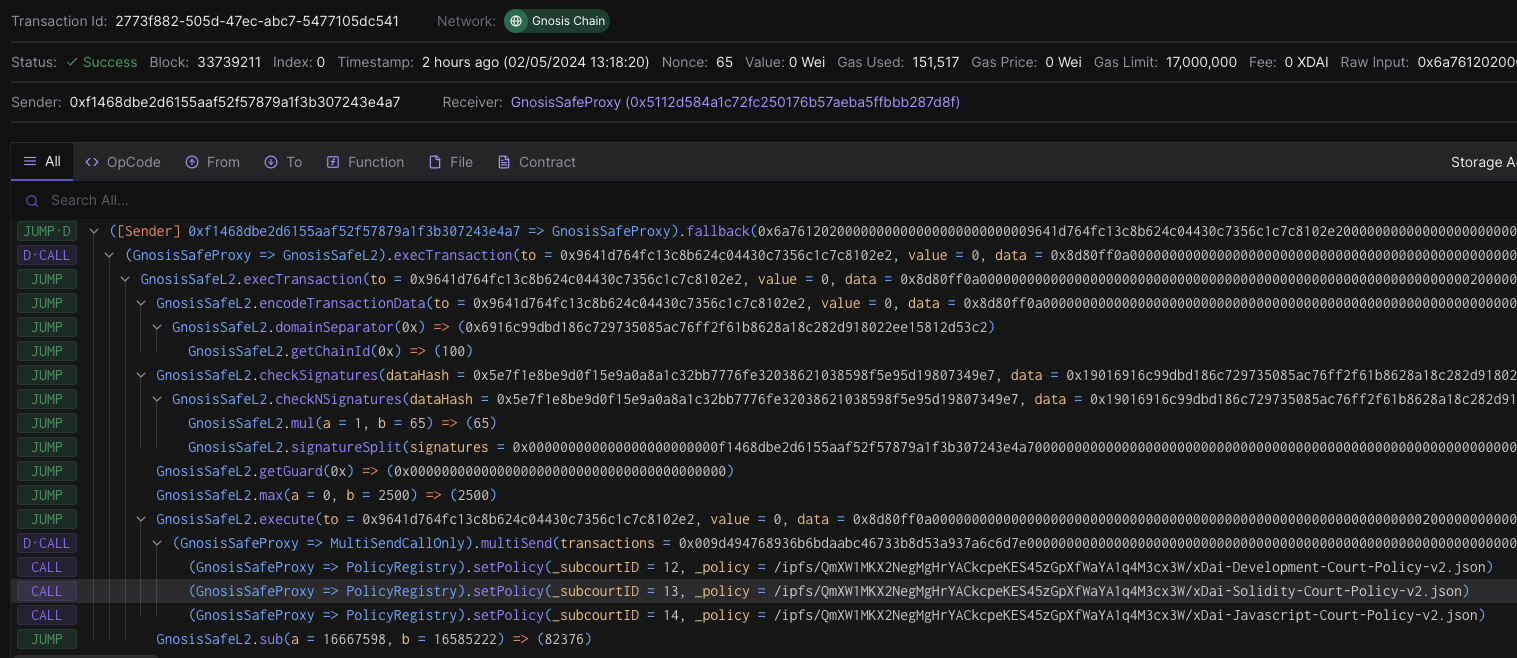 Transaction Id: 2773f882-505d-47ec-abc7-5477105dc541 Network: Gnosis Chain
Status: ✓ Success Block: 33739211 Index: 0 Timestamp: 2 hours ago (02/05/2024 13:18:20) Nonce: 65 Value: 0 Wei Gas Used: 151,517 Gas Price: 0 Wei Gas Limit: 17,000,000 Fee: 0 XDAI Raw Input: 0x6a761202000
Sender: 0xf1468dbe2d6155aaf52f57879a1f3b307243e4a7 Receiver: GnosisSafeProxy (0x5112d584a1c72fc250176b57aeba5ffbbb287d8f)
All OpCode From To Function File Contract Storage A
Search All...
JUMP·D ([Sender] 0xf1468dbe2d6155aaf52f57879a1f3b307243e4a7 => GnosisSafeProxy).fallback(
D·CALL (GnosisSafeProxy => GnosisSafeL2).execTransaction(to = 0x9641d764fc13c8b624c04430c7356c1c7c8102e2, value = 0, data =
JUMP GnosisSafeL2.execTransaction(to = 0x9641d764fc13c8b624c04430c7356c1c7c8102e2, value = 0, data =
JUMP GnosisSafeL2.encodeTransactionData(to = 0x9641d764fc13c8b624c04430c7356c1c7c8102e2, value = 0, data =
JUMP GnosisSafeL2.domainSeparator(0x) => (0x6916c99dbd186c729735085ac76ff2f61b8628a18c282d918022ee15812d53c2)
JUMP GnosisSafeL2.getChainId(0x) => (100)
JUMP GnosisSafeL2.checkSignatures(dataHash = 0x5e7f1e8be9d0f15e9a0a8a1c32bb7776fe32038621038598f5e95d19807349e7, data = 0x19016916c99dbd186c729735085ac76ff2f61b8628a18c282d91802
JUMP GnosisSafeL2.checkNSignatures(dataHash = 0x5e7f1e8be9d0f15e9a0a8a1c32bb7776fe32038621038598f5e95d19807349e7, data = 0x19016916c99dbd186c729735085ac76ff2f61b8628a18c282d91
JUMP GnosisSafeL2.mul(a = 1, b = 65) => (65)
JUMP GnosisSafeL2.signatureSplit(signatures =
JUMP GnosisSafeL2.getGuard(0x) => (0x0000000000000000000000000000000000000000)
JUMP GnosisSafeL2.max(a = 0, b = 2500) => (2500)
JUMP GnosisSafeL2.execute(to = 0x9641d764fc13c8b624c04430c7356c1c7c8102e2, value = 0, data =
D·CALL (GnosisSafeProxy => MultiSendCallOnly).multiSend(transactions =
CALL (GnosisSafeProxy => PolicyRegistry).setPolicy(_subcourtID = 12, _policy = /ipfs/QmXW1MKX2NegMgHrYACkcpeKES45zGpXfWaYA1q4M3cx3W/xDai-Development-Court-Policy-v2.json)
CALL (GnosisSafeProxy => PolicyRegistry).setPolicy(_subcourtID = 13, _policy = /ipfs/QmXW1MKX2NegMgHrYACkcpeKES45zGpXfWaYA1q4M3cx3W/xDai-Solidity-Court-Policy-v2.json)
CALL (GnosisSafeProxy => PolicyRegistry).setPolicy(_subcourtID = 14, _policy = /ipfs/QmXW1MKX2NegMgHrYACkcpeKES45zGpXfWaYA1q4M3cx3W/xDai-Javascript-Court-Policy-v2.json)
JUMP GnosisSafeL2.sub(a = 16667598, b = 16585222) => (82376)